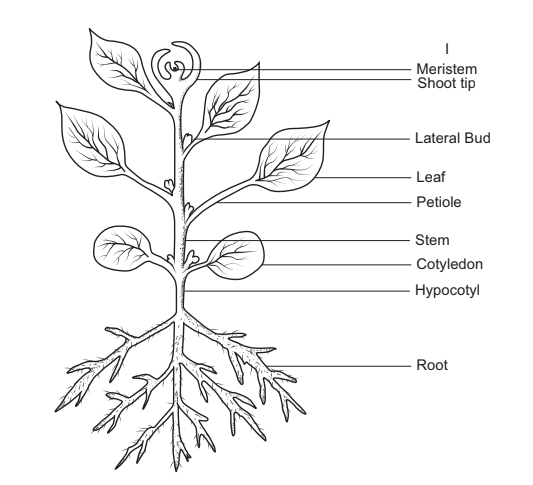 I
Meristem
Shoot tip
Lateral Bud
Leaf
Petiole
Stem
Cotyledon
Hypocotyl
Root